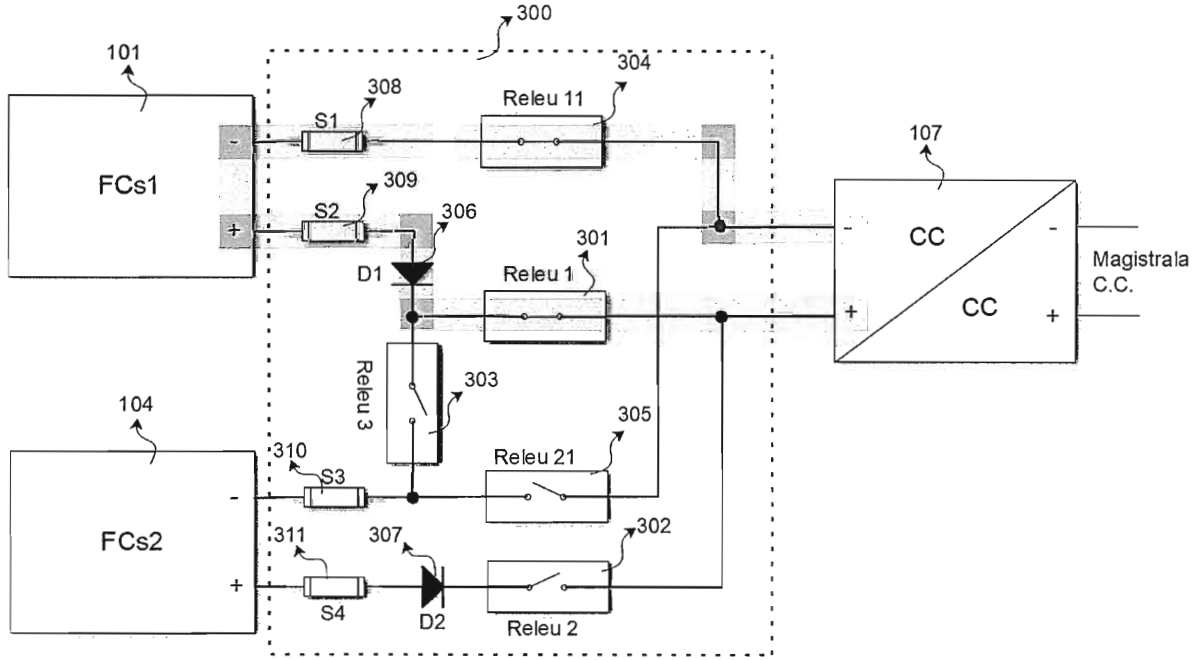 300
101
308
304
S1
Releu 11
107
-
FCs1
309
S2
306
+
301
-
CC
-
D1
Releu 1
Magistrala
C.C.
+
CC
+
Releu 3
303
104
305
310
S3
Releu 21
-
FCs2
311
307
302
+
S4
D2
Releu 2